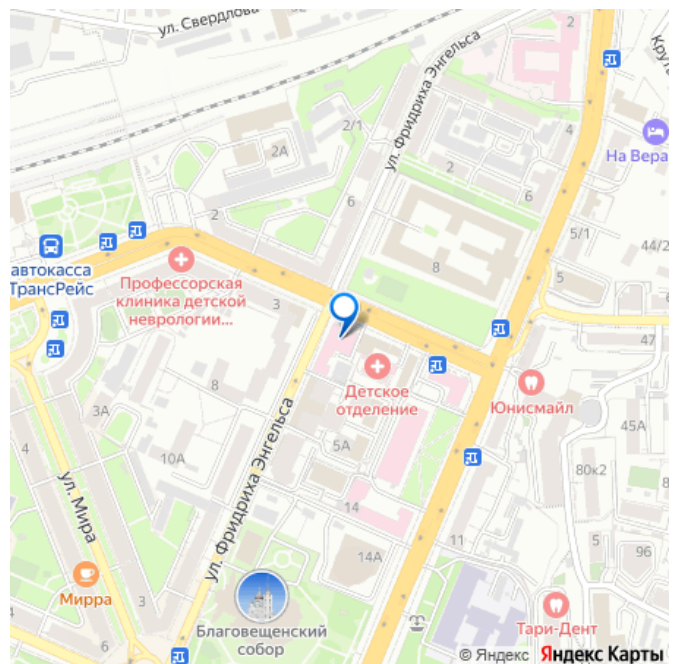 ул. Свердлова
ул. Фридриха Энгельса
2
4
На Вера
2/1
2А
6
2
6
2
5/1
44/2
автокасса
ТрансРейс
8
5
Профессорская
клиника детской
неврологии...
3
47
8
Детское
отделение
Юнисмайл
3А
ул. Фридриха Энгельса
4
5А
45А
10А
80к2
ул. Мира
14
11
5
96
14А
Мирра
3
Тари-Дент
Благовещенский
собор
6
© Яндекс Яндекс Карты